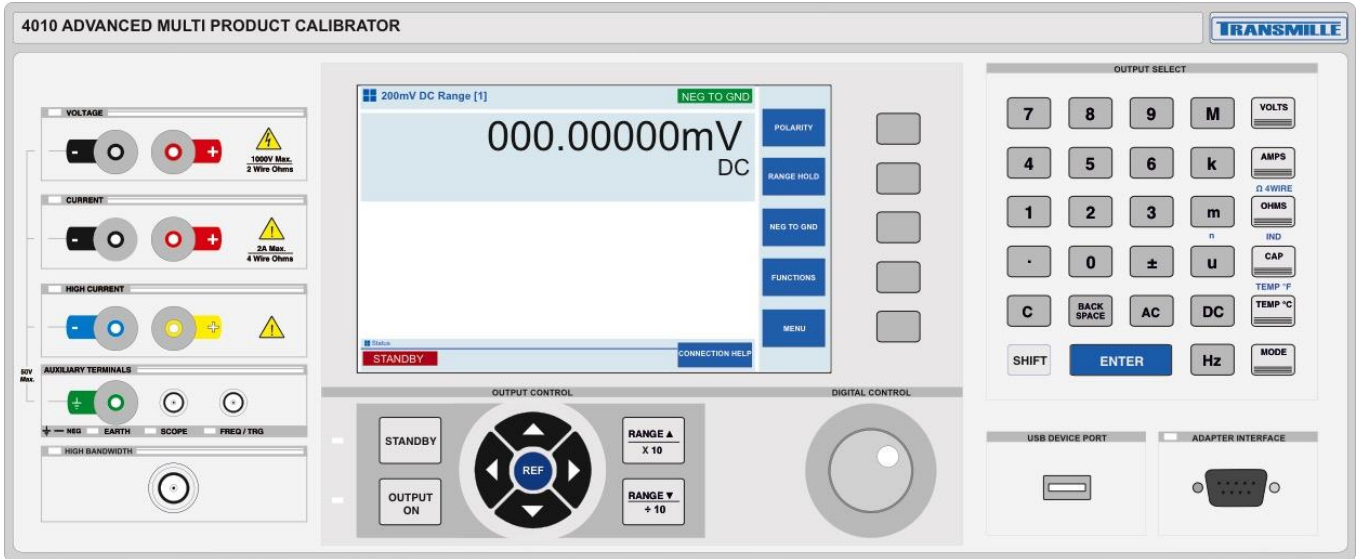 4010 ADVANCED MULTI PRODUCT CALIBRATOR
TRANSMILLE
VOLTAGE
-
+
1000V Max.
2 Wire Ohms
CURRENT
-
+
2A Max.
4 Wire Ohms
HIGH CURRENT
-
+
50V
Max.
AUXILIARY TERMINALS
NEG EARTH SCOPE FREQ / TRG
HIGH BANDWIDTH
200mV DC Range [1]
NEG TO GND
000.00000mV
DC
Status
STANDBY
CONNECTION HELP
POLARITY
RANGE HOLD
NEG TO GND
FUNCTIONS
MENU
OUTPUT CONTROL
STANDBY
OUTPUT
ON
REF
RANGE ▲
X 10
RANGE ▼
÷ 10
DIGITAL CONTROL
OUTPUT SELECT
7 8 9 M VOLTS
4 5 6 k AMPS
Ω 4WIRE
1 2 3 m OHMS
n IND
· 0 ± u CAP
TEMP °F
C BACK SPACE AC DC TEMP °C
SHIFT ENTER Hz MODE
USB DEVICE PORT
ADAPTER INTERFACE